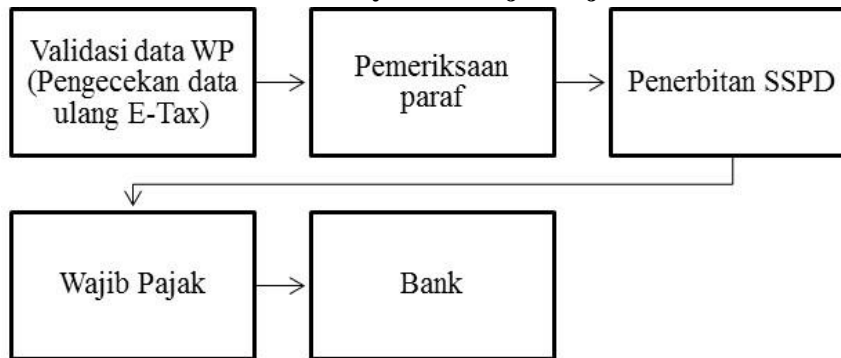 Validasi data WP
(Pengecekan data
ulang E-Tax)
Pemeriksaan
paraf
Penerbitan SSPD
Wajib Pajak
Bank